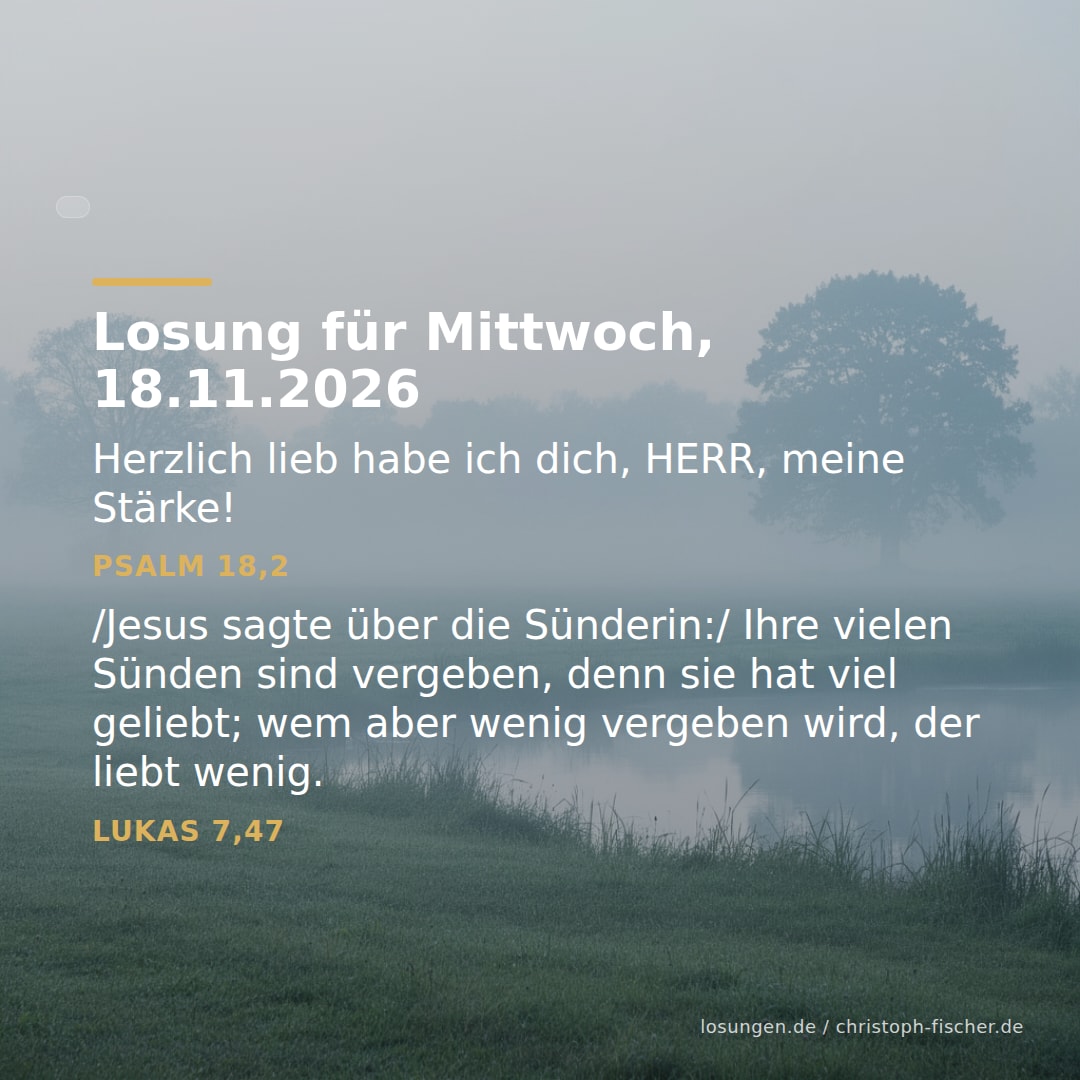 Losung für Mittwoch,
18.11.2026
Herzlich lieb habe ich dich, HERR, meine
Stärke!
PSALM 18,2
/Jesus sagte über die Sünderin:/ Ihre vielen
Sünden sind vergeben, denn sie hat viel
geliebt; wem aber wenig vergeben wird, der
liebt wenig.
LUKAS 7,47
losungen.de / christoph-fischer.de